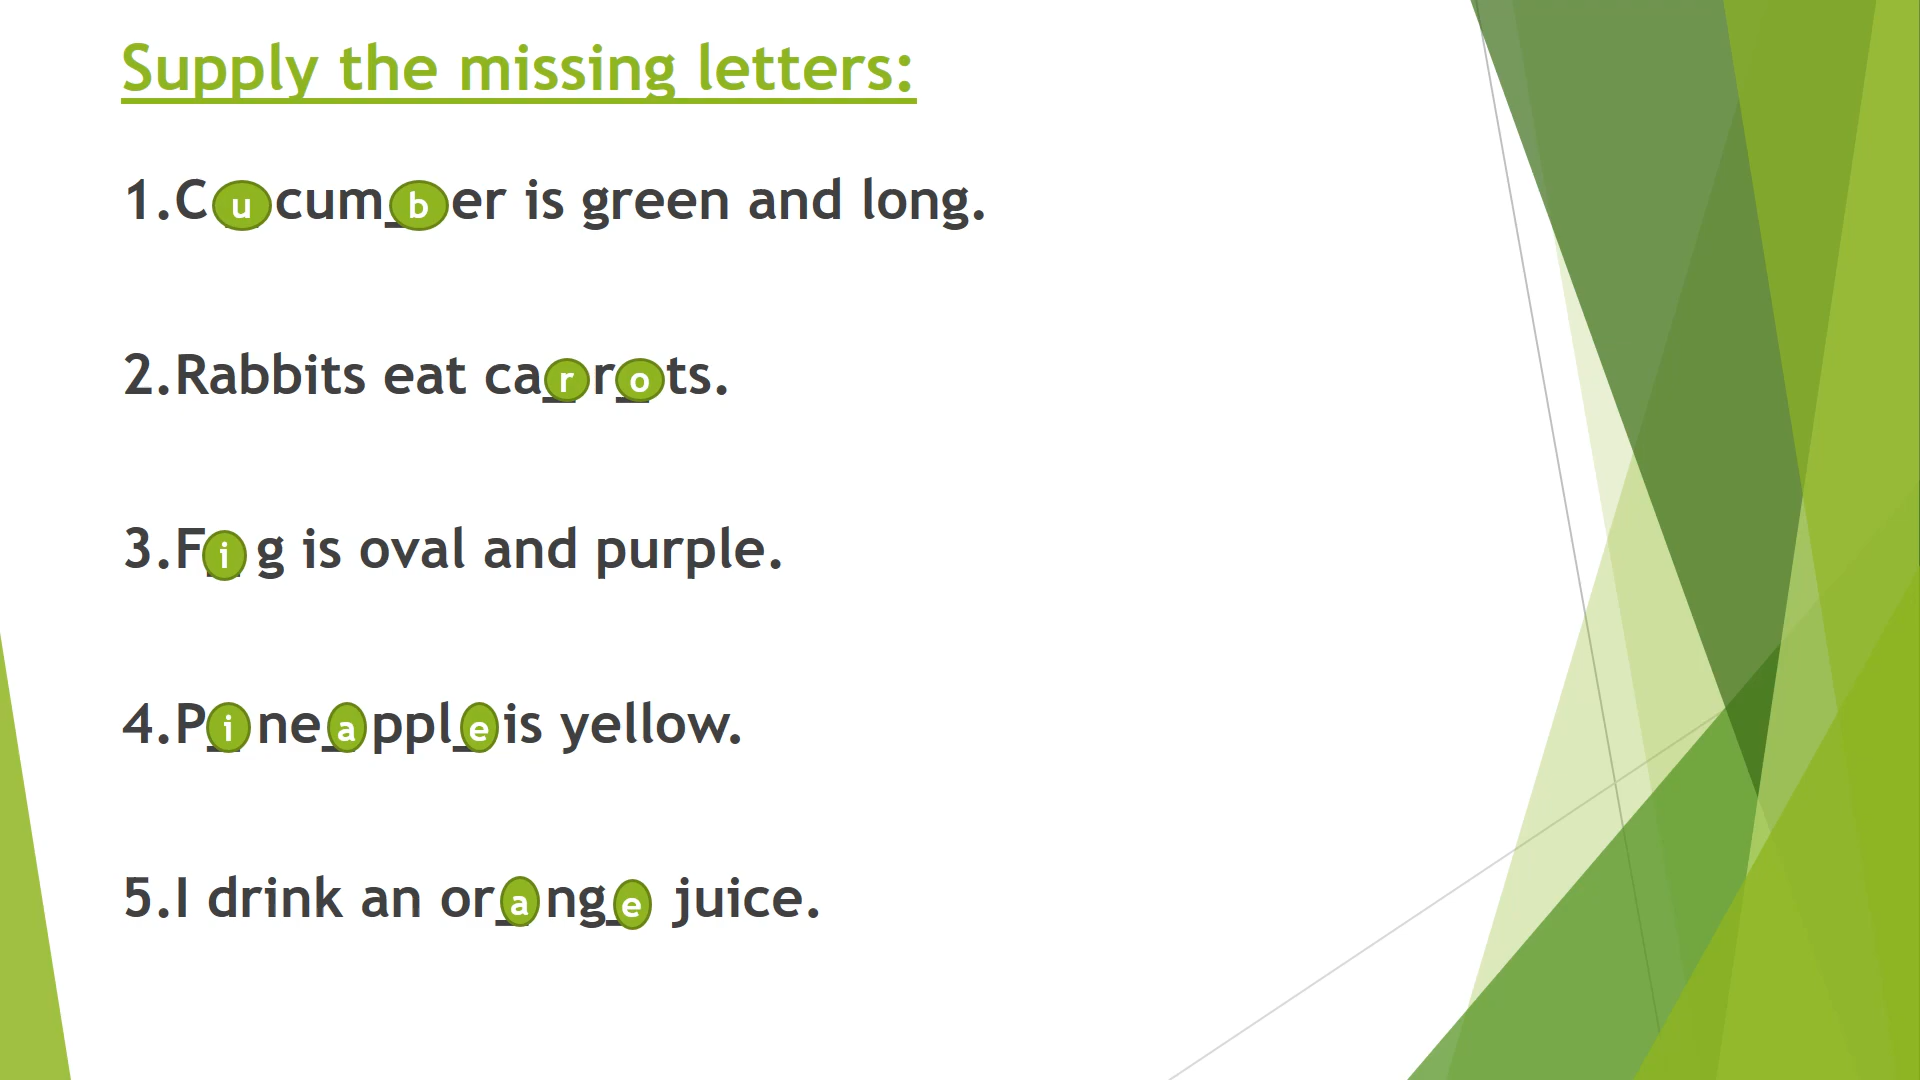 Supply the missing letters:
1.Cucumber is green and long.
2.Rabbits eat carrots.
3.Fig is oval and purple.
4.Pineapple is yellow.
5.I drink an orange juice.